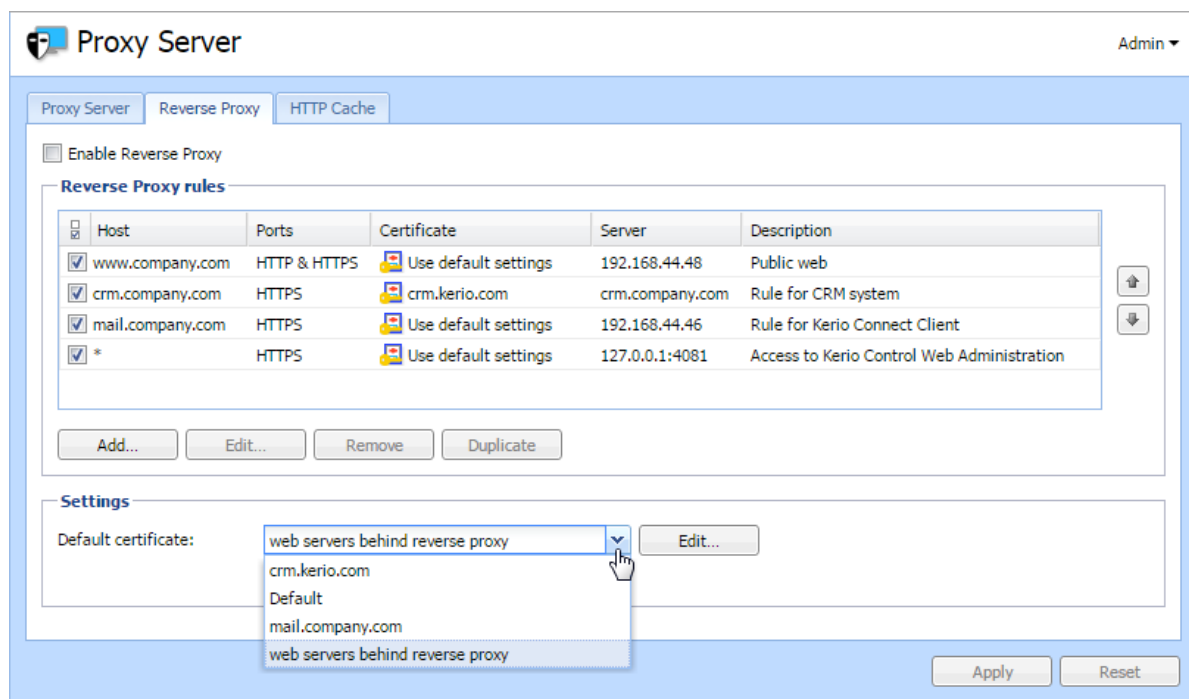 Proxy Server
Admin
Proxy Server Reverse Proxy HTTP Cache
Enable Reverse Proxy
Reverse Proxy rules
Host Ports Certificate Server Description
www.company.com HTTP & HTTPS Use default settings 192.168.44.48 Public web
crm.company.com HTTPS crm.kerio.com crm.company.com Rule for CRM system
mail.company.com HTTPS Use default settings 192.168.44.46 Rule for Kerio Connect Client
* HTTPS Use default settings 127.0.0.1:4081 Access to Kerio Control Web Administration
Add... Edit... Remove Duplicate
Settings
Default certificate: web servers behind reverse proxy Edit...
crm.kerio.com
Default
mail.company.com
web servers behind reverse proxy
Apply Reset